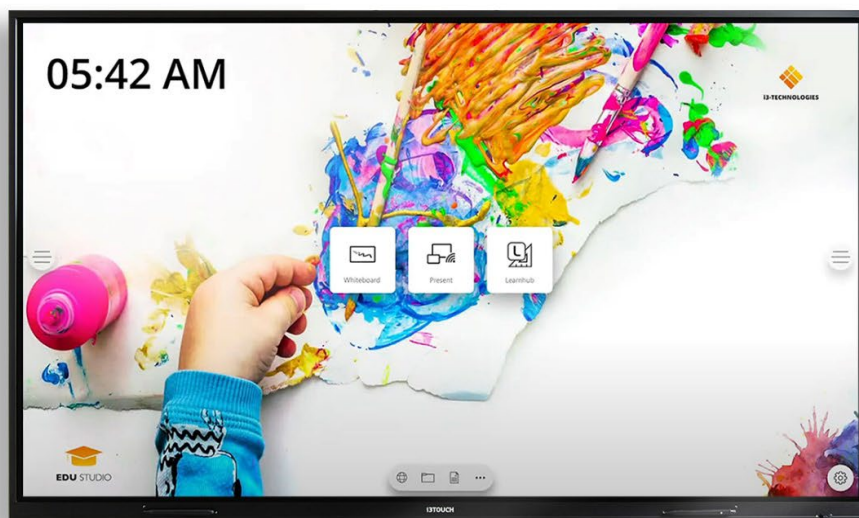 05:42 AM
i3-TECHNOLOGIES
Whiteboard
Present
Learnhub
EDU STUDIO
i3TOUCH